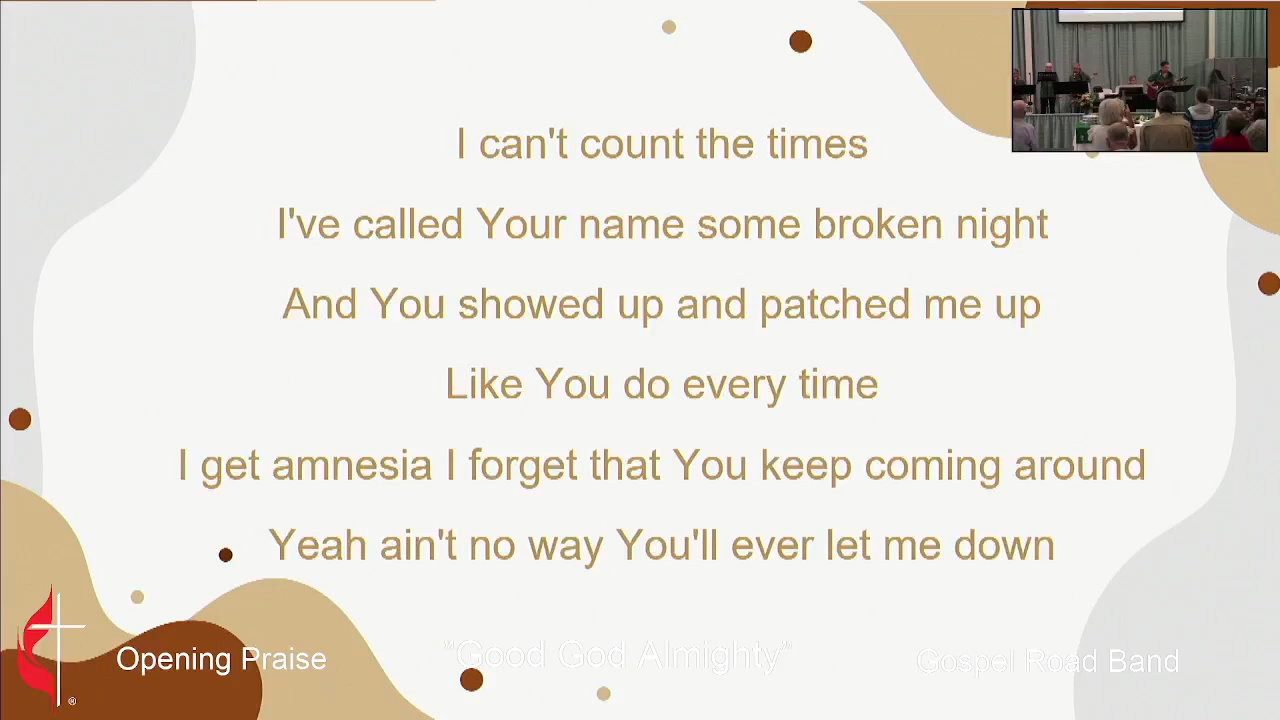 I can't count the times
I've called Your name some broken night
And You showed up and patched me up
Like You do every time
I get amnesia I forget that You keep coming around
Yeah ain't no way You'll ever let me down
Opening Praise
"Good God Almighty"
Gospel Road Band
®